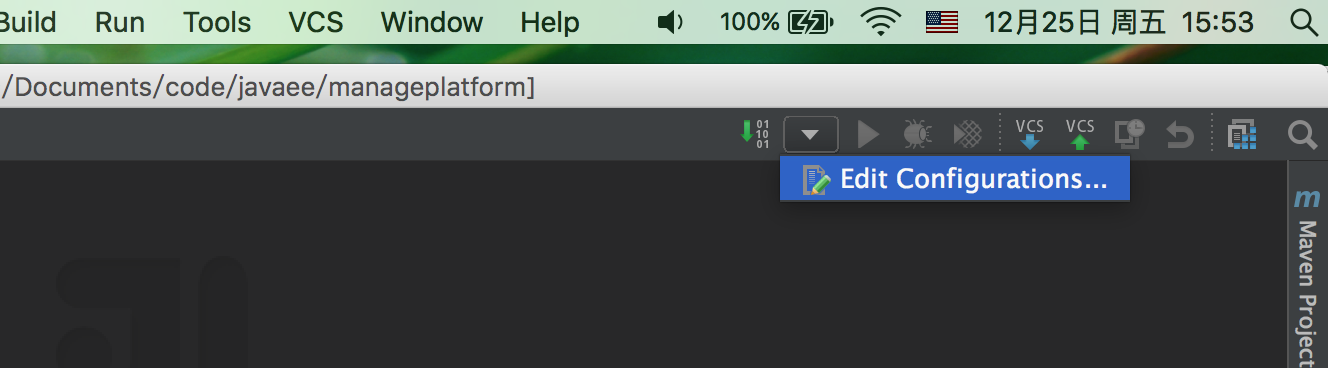 Build Run Tools VCS Window Help 100% 12月25日 周五 15:53
/Documents/code/javaee/manageplatform]
01
10
01
VCS VCS
Edit Configurations...
m
Maven Project